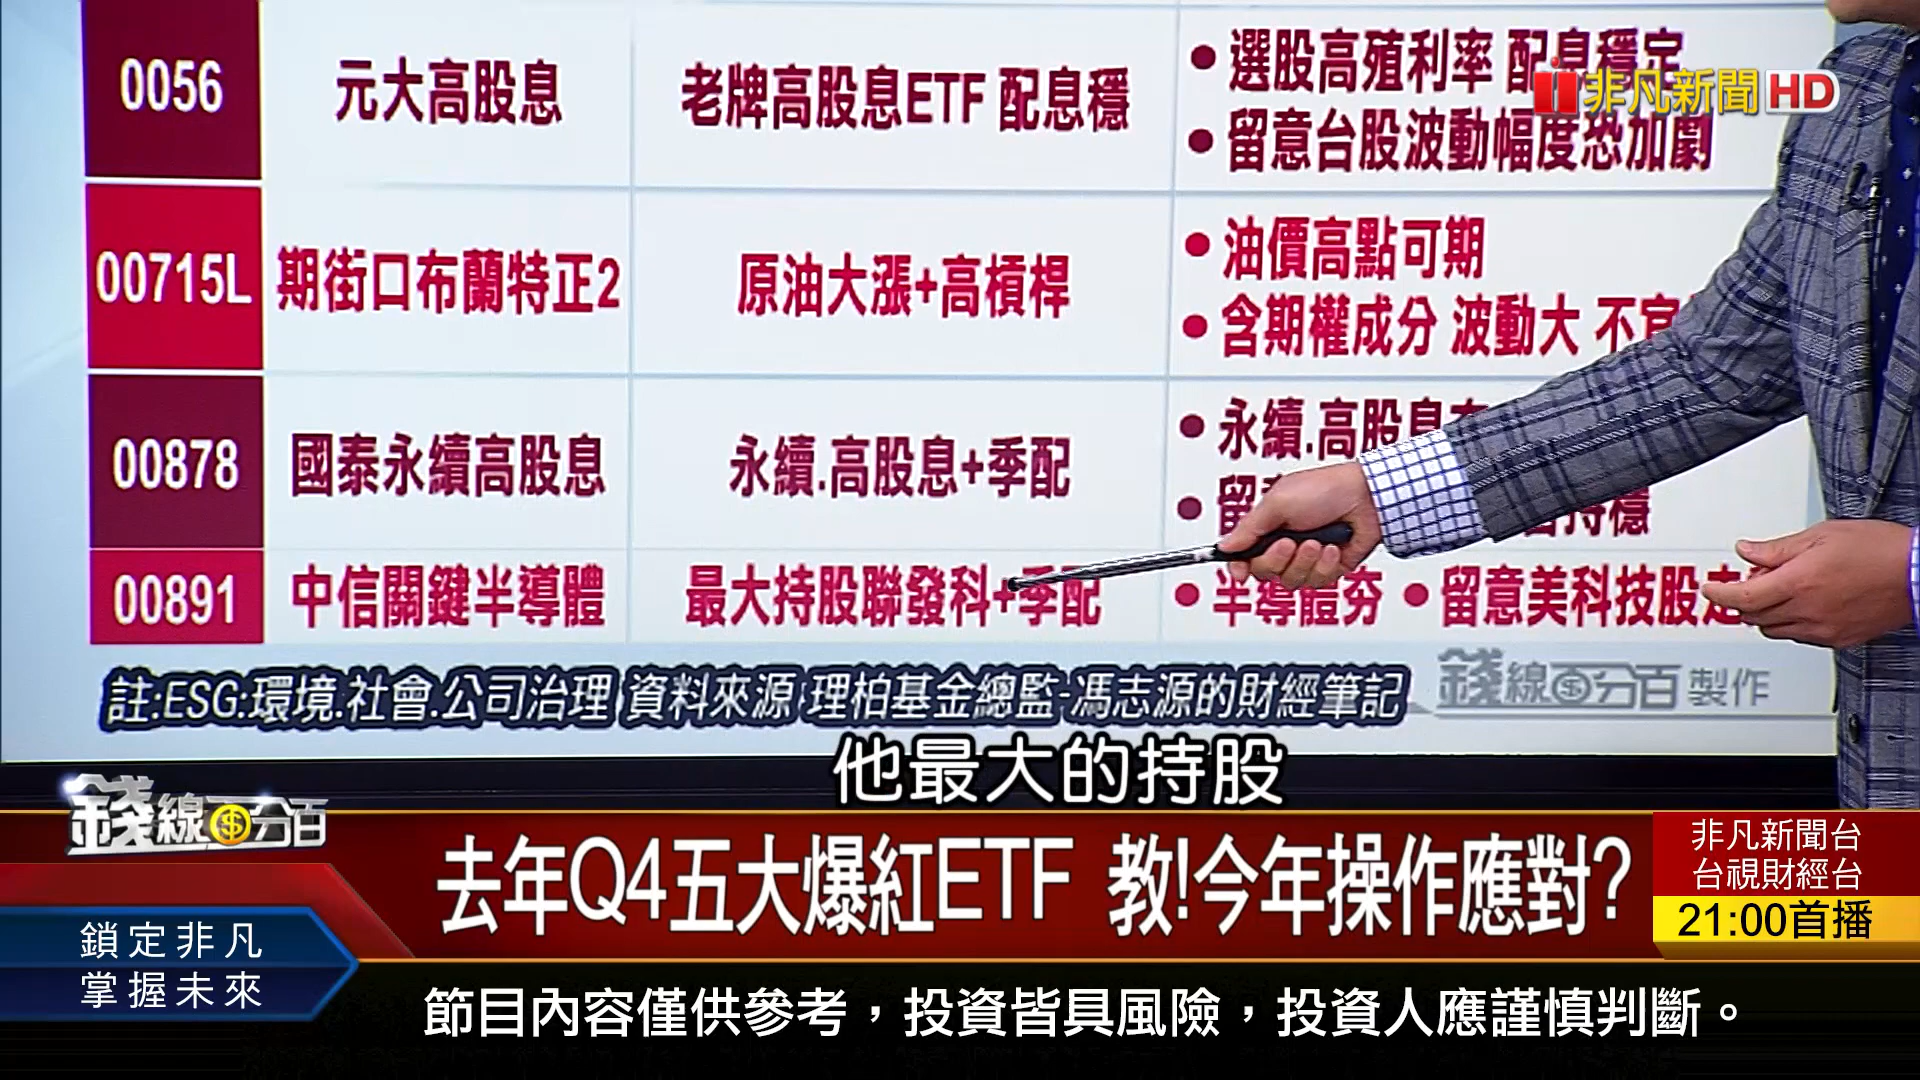 0056 元大高股息 老牌高股息ETF 配息穩
選股高殖利率 配息穩定
留意台股波動幅度恐加劇
非凡新聞HD
00715L 期街口布蘭特正2 原油大漲+高槓桿
油價高點可期
含期權成分 波動大 不宜
00878 國泰永續高股息 永續.高股息+季配
永續.高股息
留 持穩
00891 中信關鍵半導體 最大持股聯發科+季配
半導體夯 留意美科技股走
註:ESG:環境.社會.公司治理 資料來源 理柏基金總監-馮志源的財經筆記
錢線百分百 製作
他最大的持股
錢線百分百
去年Q4五大爆紅ETF 教!今年操作應對?
非凡新聞台
台視財經台
21:00首播
鎖定非凡
掌握未來
節目內容僅供參考，投資皆具風險，投資人應謹慎判斷。